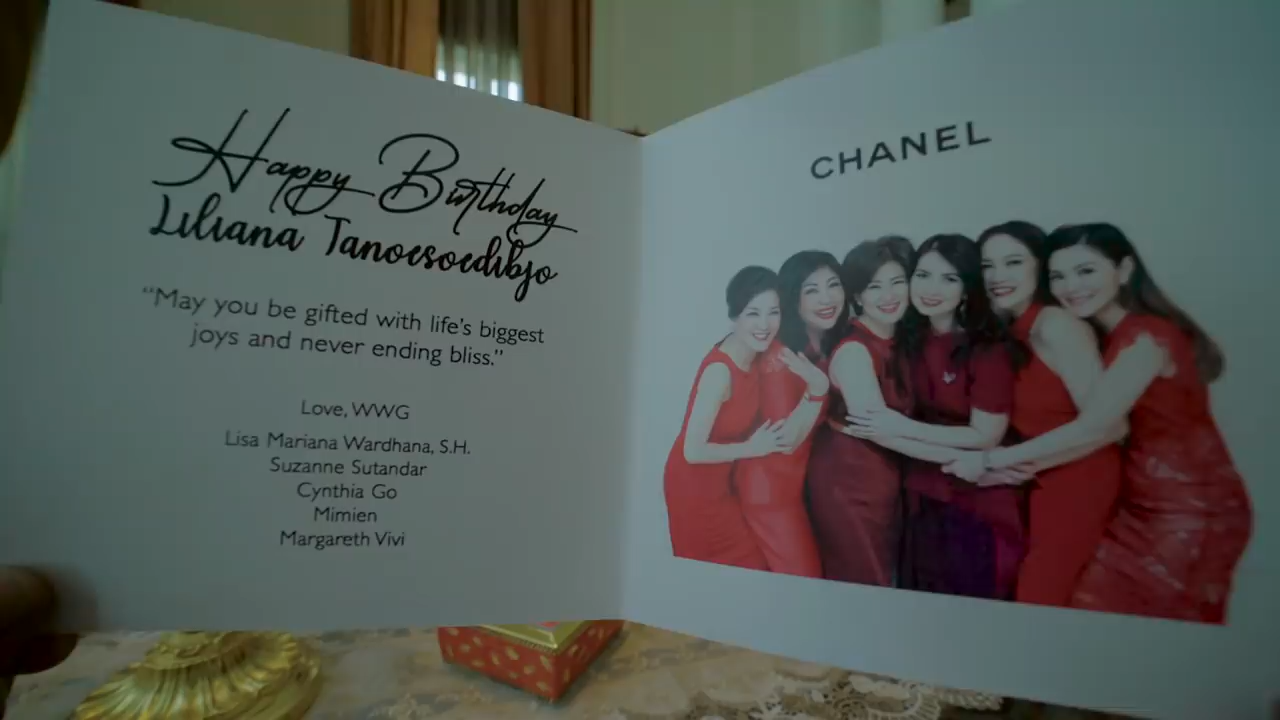 Happy Birthday
Liliana Tanoesoedibjo
“May you be gifted with life’s biggest
joys and never ending bliss.”
Love, WWG
Lisa Mariana Wardhana, S.H.
Suzanne Sutandar
Cynthia Go
Mimien
Margareth Vivi
CHANEL